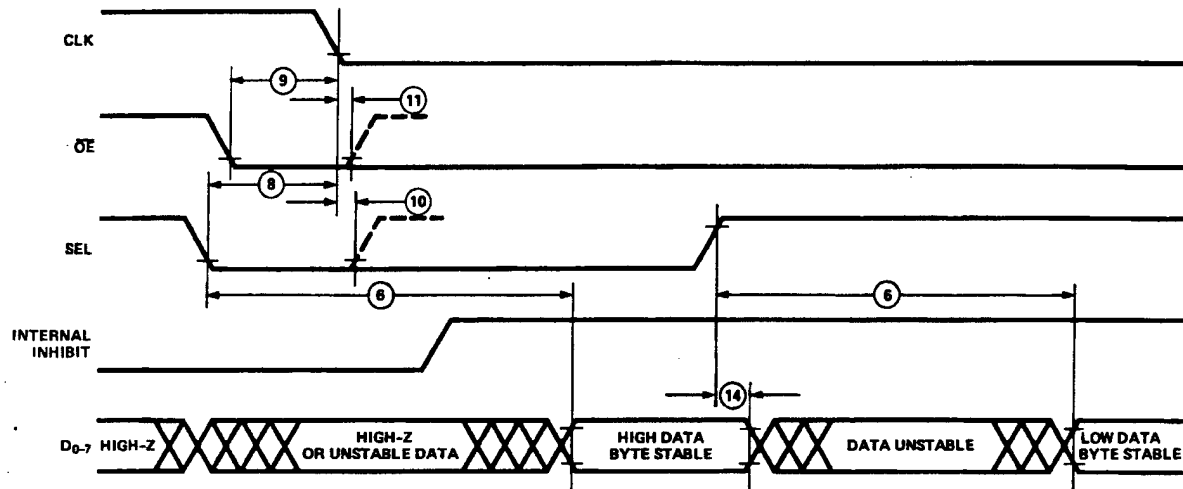 CLK
9
11
OE
8
10
SEL
6
6
INTERNAL
INHIBIT
14
D0-7 HIGH-Z
HIGH-Z
OR UNSTABLE DATA
HIGH DATA
BYTE STABLE
DATA UNSTABLE
LOW DATA
BYTE STABLE